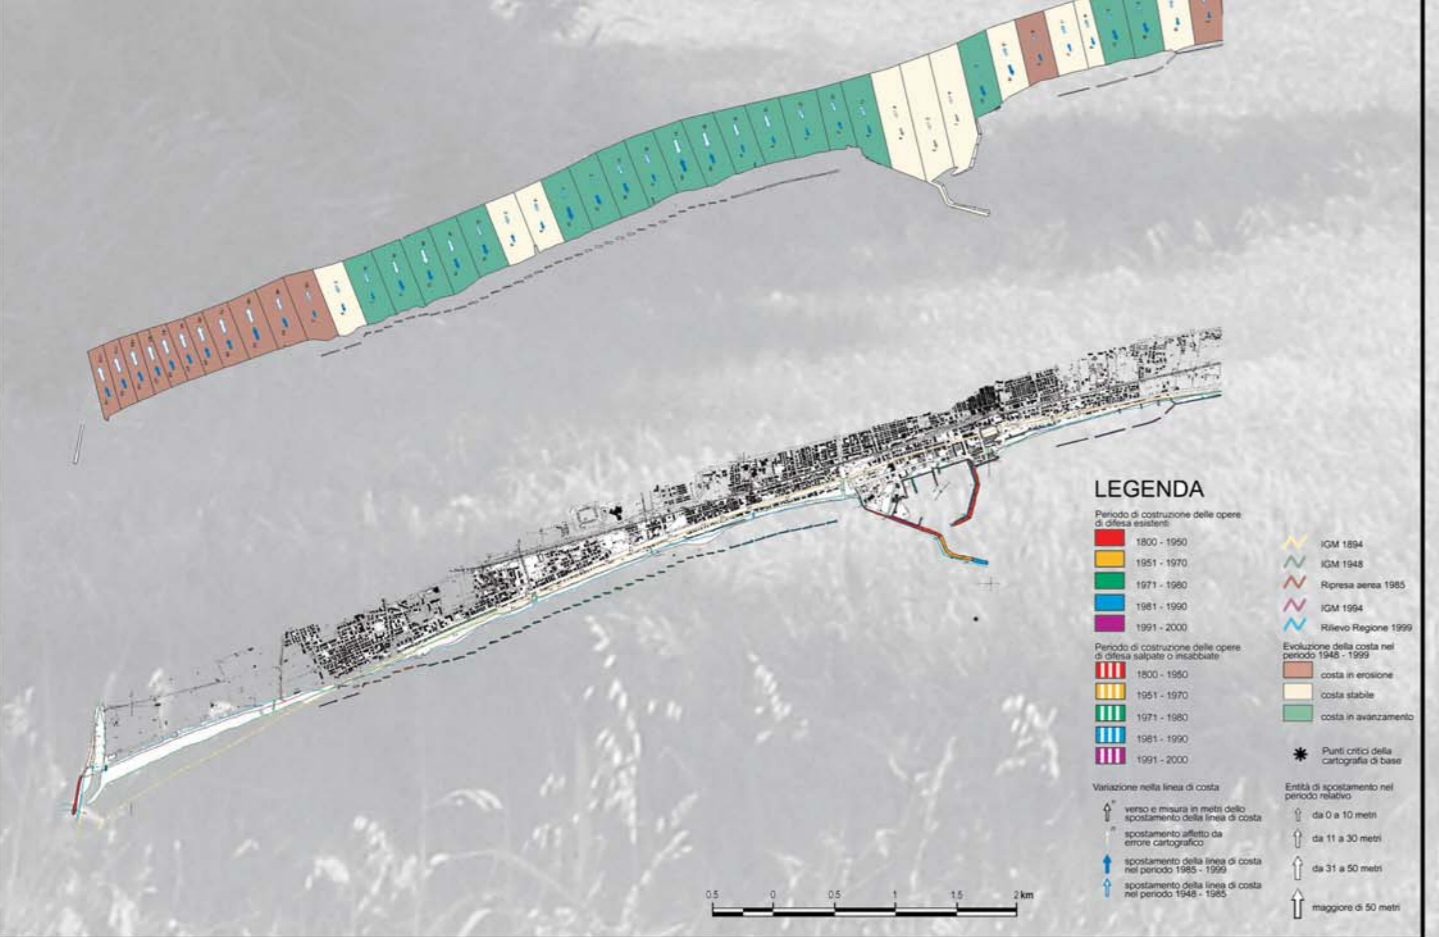 LEGENDA
Periodo di costruzione delle opere
di difesa esistenti
1800 - 1950
1951 - 1970
1971 - 1980
1981 - 1990
1991 - 2000
Periodo di costruzione delle opere
di difesa salpate o insabbiate
1800 - 1950
1951 - 1970
1971 - 1980
1981 - 1990
1991 - 2000
Variazione nella linea di costa
verso e misura in metri dello
spostamento della linea di costa
spostamento affetto da
errore cartografico
spostamento della linea di costa
nel periodo 1985 - 1999
spostamento della linea di costa
nel periodo 1948 - 1985
IGM 1894
IGM 1948
Ripresa aerea 1985
IGM 1994
Rilievo Regione 1999
Evoluzione della costa nel
periodo 1948 - 1999
costa in erosione
costa stabile
costa in avanzamento
Punti critici della
cartografia di base
Entità di spostamento nel
periodo relativo
da 0 a 10 metri
da 11 a 30 metri
da 31 a 50 metri
maggiore di 50 metri
0.5 0 0.5 1 1.5 2 km